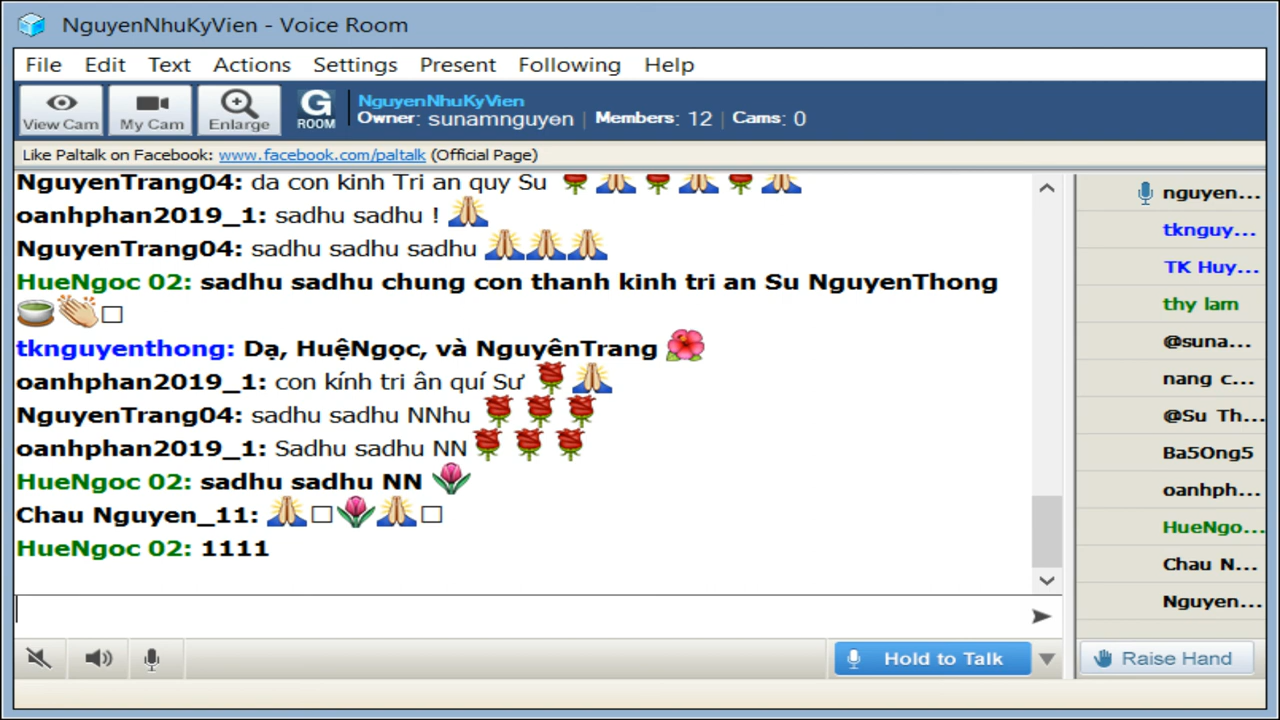 NguyenNhuKyVien - Voice Room
File Edit Text Actions Settings Present Following Help
View Cam My Cam Enlarge G ROOM
NguyenNhuKyVien
Owner: sunamnguyen | Members: 12 | Cams: 0
Like Paltalk on Facebook: www.facebook.com/paltalk (Official Page)
NguyenTrang04: da con kinh Tri an quy Su
oanhphan2019_1: sadhu sadhu !
NguyenTrang04: sadhu sadhu sadhu
HueNgoc 02: sadhu sadhu chung con thanh kinh tri an Su NguyenThong
tknguyenthong: Dạ, HuệNgọc, và NguyênTrang
oanhphan2019_1: con kính tri ân quí Sư
NguyenTrang04: sadhu sadhu NNhu
oanhphan2019_1: Sadhu sadhu NN
HueNgoc 02: sadhu sadhu NN
Chau Nguyen_11:
HueNgoc 02: 1111
nguyen...
tknguy...
TK Huy...
thy lam
@suna...
nang c...
@Su Th...
Ba5Ong5
oanhph...
HueNgo...
Chau N...
Nguyen...
Hold to Talk
Raise Hand